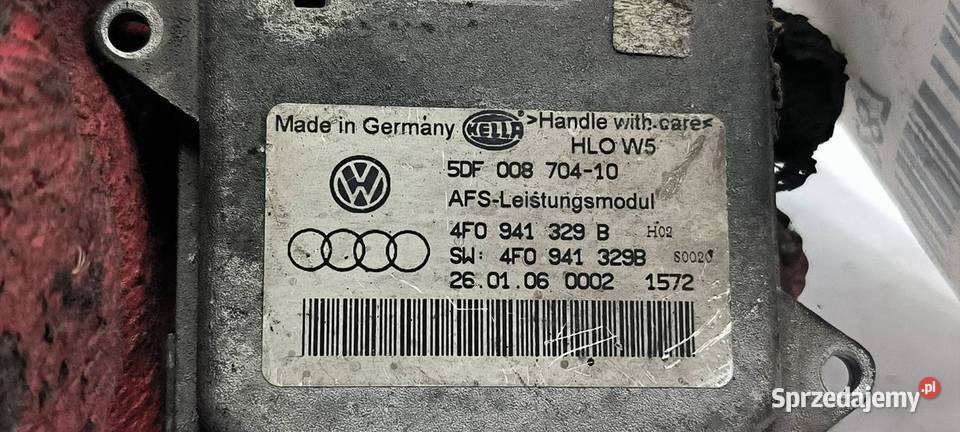 Made in Germany HELLA >Handle with care<
HLO W5
5DF 008 704-10
AFS-Leistungsmodul
4F0 941 329 B H02
SW: 4F0 941 329B S0020
26.01.06 0002 1572
Sprzedajemy.pl